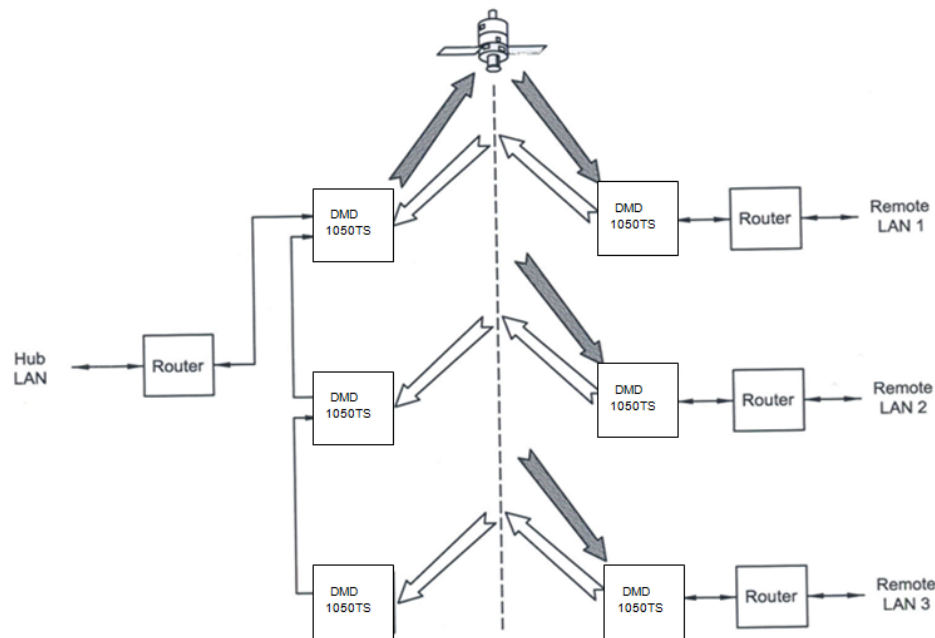 DMD
1050TS
DMD
1050TS
Router
Remote
LAN 1
Hub
LAN
Router
DMD
1050TS
DMD
1050TS
Router
Remote
LAN 2
DMD
1050TS
DMD
1050TS
Router
Remote
LAN 3